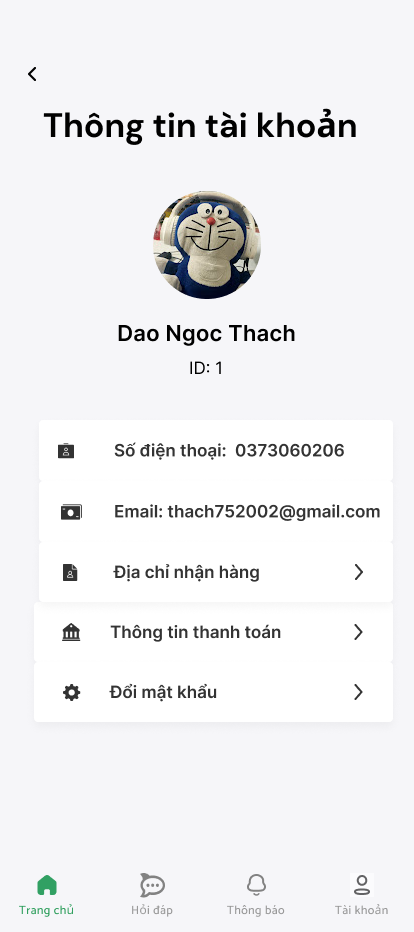 Thông tin tài khoản
Dao Ngoc Thach
ID: 1
Số điện thoại: 0373060206
Email: thach752002@gmail.com
Địa chỉ nhận hàng
Thông tin thanh toán
Đổi mật khẩu
Trang chủ
Hỏi đáp
Thông báo
Tài khoản